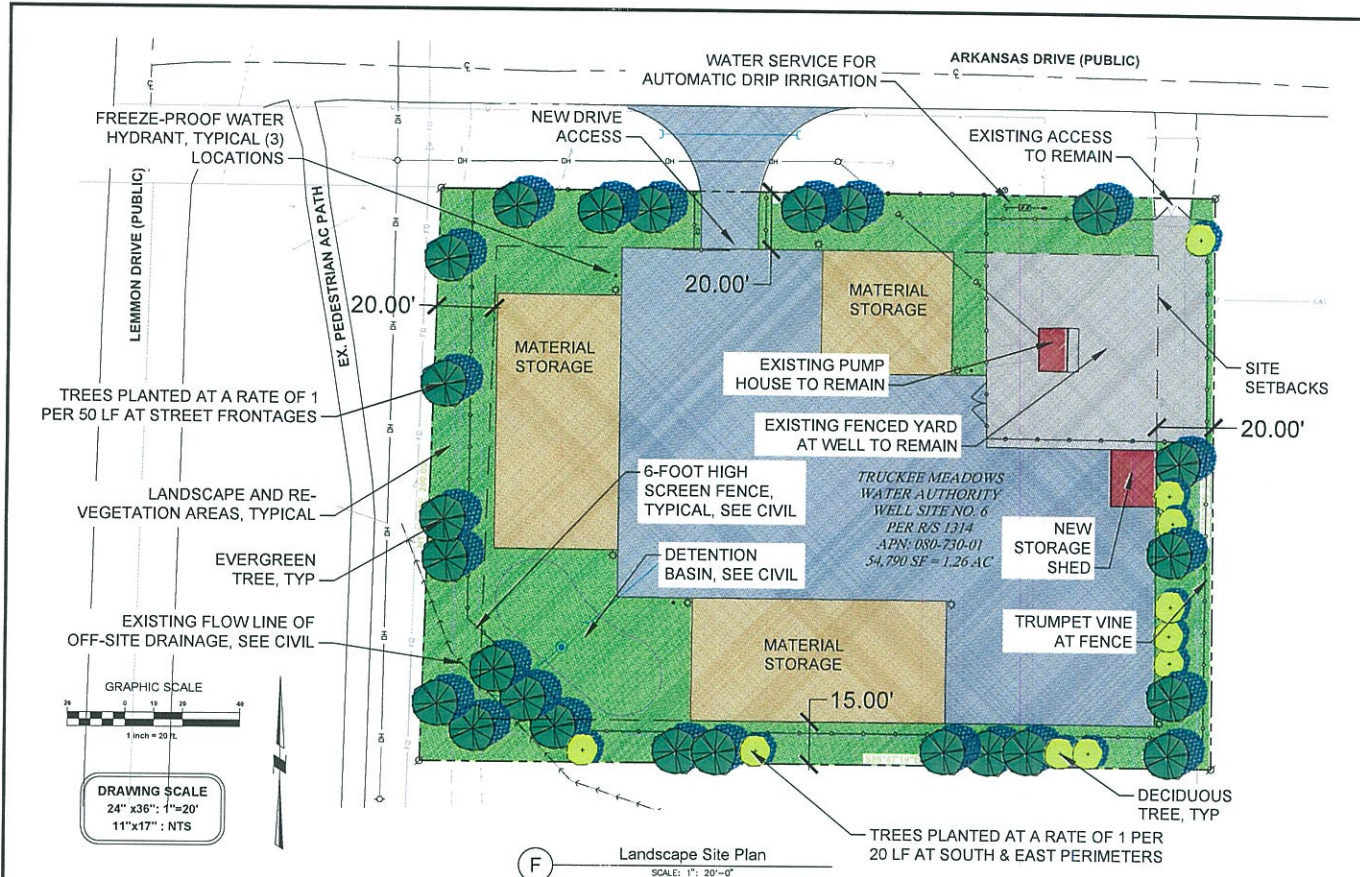 WATER SERVICE FOR
AUTOMATIC DRIP IRRIGATION
ARKANSAS DRIVE (PUBLIC)
FREEZE-PROOF WATER
HYDRANT, TYPICAL (3)
LOCATIONS
NEW DRIVE
ACCESS
EXISTING ACCESS
TO REMAIN
LEMMON DRIVE (PUBLIC)
EX. PEDESTRIAN AC PATH
20.00'
20.00'
MATERIAL
STORAGE
MATERIAL
STORAGE
EXISTING PUMP
HOUSE TO REMAIN
SITE
SETBACKS
TREES PLANTED AT A RATE OF 1
PER 50 LF AT STREET FRONTAGES
EXISTING FENCED YARD
AT WELL TO REMAIN
20.00'
6-FOOT HIGH
SCREEN FENCE,
TYPICAL, SEE CIVIL
TRUCKEE MEADOWS
WATER AUTHORITY
WELL SITE NO. 6
PER R/S 1314
APN: 080-730-01
54,790 SF = 1.26 AC
LANDSCAPE AND RE-
VEGETATION AREAS, TYPICAL
NEW
STORAGE
SHED
EVERGREEN
TREE, TYP
DETENTION
BASIN, SEE CIVIL
EXISTING FLOW LINE OF
OFF-SITE DRAINAGE, SEE CIVIL
TRUMPET VINE
AT FENCE
MATERIAL
STORAGE
GRAPHIC SCALE
20 0 10 20 40
1 inch = 20 ft.
15.00'
DRAWING SCALE
24" x36": 1"=20'
11"x17" : NTS
DECIDUOUS
TREE, TYP
TREES PLANTED AT A RATE OF 1 PER
20 LF AT SOUTH & EAST PERIMETERS
F
Landscape Site Plan
SCALE: 1": 20'-0"